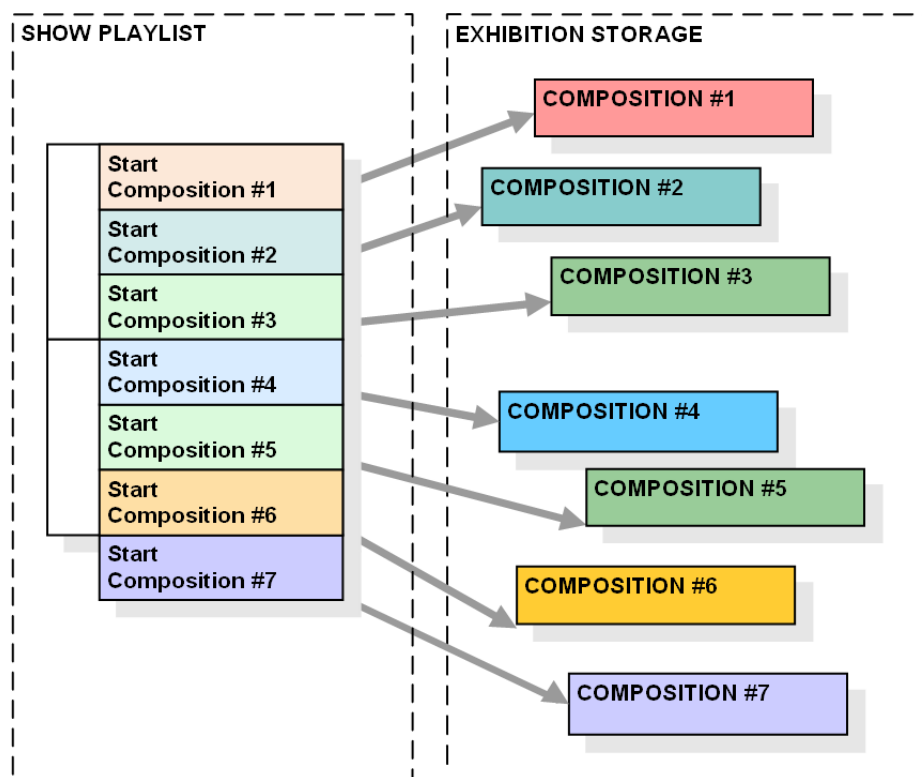 SHOW PLAYLIST
Start
Composition #1
Start
Composition #2
Start
Composition #3
Start
Composition #4
Start
Composition #5
Start
Composition #6
Start
Composition #7
EXHIBITION STORAGE
COMPOSITION #1
COMPOSITION #2
COMPOSITION #3
COMPOSITION #4
COMPOSITION #5
COMPOSITION #6
COMPOSITION #7